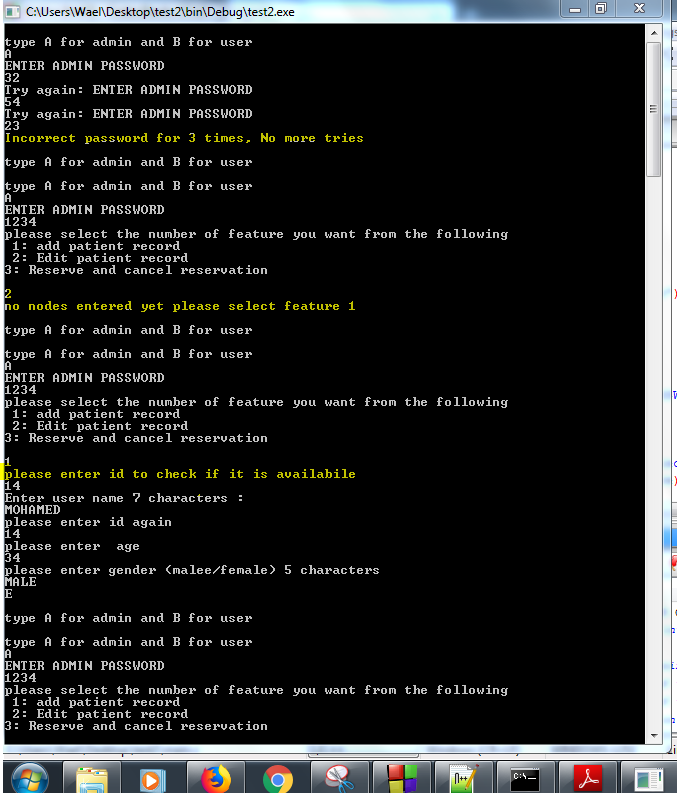 C:\Users\Wael\Desktop\test2\bin\Debug\test2.exe
type A for admin and B for user
A
ENTER ADMIN PASSWORD
32
Try again: ENTER ADMIN PASSWORD
54
Try again: ENTER ADMIN PASSWORD
23
Incorrect password for 3 times, No more tries
type A for admin and B for user
type A for admin and B for user
A
ENTER ADMIN PASSWORD
1234
please select the number of feature you want from the following
1: add patient record
2: Edit patient record
3: Reserve and cancel reservation
2
no nodes entered yet please select feature 1
type A for admin and B for user
type A for admin and B for user
A
ENTER ADMIN PASSWORD
1234
please select the number of feature you want from the following
1: add patient record
2: Edit patient record
3: Reserve and cancel reservation
1
please enter id to check if it is availabile
14
Enter user name 7 characters :
MOHAMED
please enter id again
14
please enter  age
34
please enter gender (malee/female) 5 characters
MALE
E
type A for admin and B for user
type A for admin and B for user
A
ENTER ADMIN PASSWORD
1234
please select the number of feature you want from the following
1: add patient record
2: Edit patient record
3: Reserve and cancel reservation